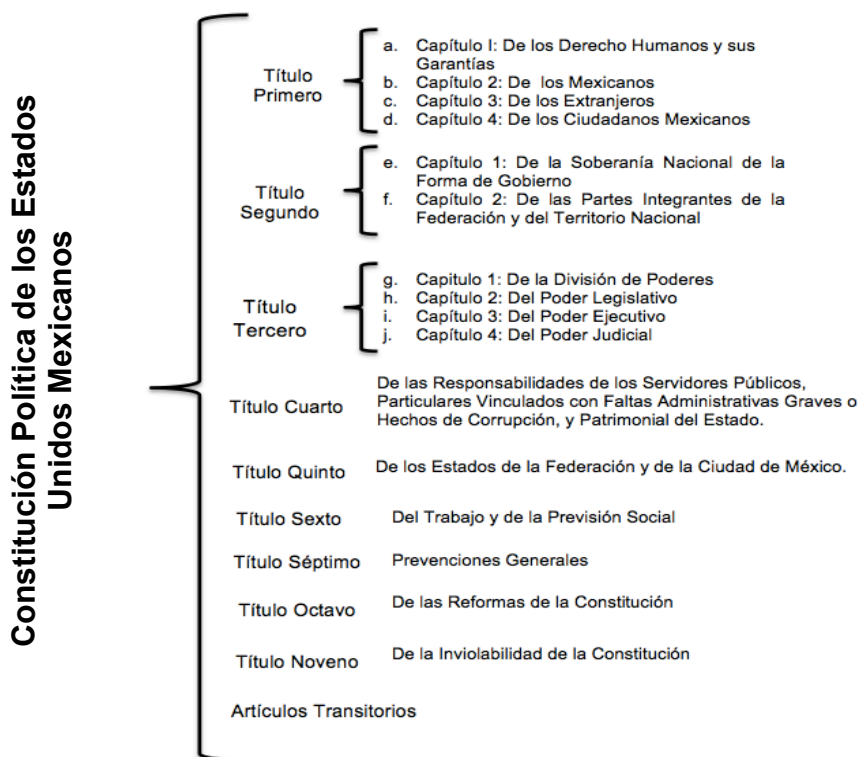 Constitución Política de los Estados
Unidos Mexicanos
Título
Primero
a. Capítulo I: De los Derecho Humanos y sus
Garantías
b. Capítulo 2: De los Mexicanos
c. Capítulo 3: De los Extranjeros
d. Capítulo 4: De los Ciudadanos Mexicanos
Título
Segundo
e. Capítulo 1: De la Soberanía Nacional de la
Forma de Gobierno
f. Capítulo 2: De las Partes Integrantes de la
Federación y del Territorio Nacional
Título
Tercero
g. Capitulo 1: De la División de Poderes
h. Capítulo 2: Del Poder Legislativo
i. Capítulo 3: Del Poder Ejecutivo
j. Capítulo 4: Del Poder Judicial
Título Cuarto
De las Responsabilidades de los Servidores Públicos,
Particulares Vinculados con Faltas Administrativas Graves o
Hechos de Corrupción, y Patrimonial del Estado.
Título Quinto
De los Estados de la Federación y de la Ciudad de México.
Título Sexto
Del Trabajo y de la Previsión Social
Título Séptimo
Prevenciones Generales
Título Octavo
De las Reformas de la Constitución
Título Noveno
De la Inviolabilidad de la Constitución
Artículos Transitorios